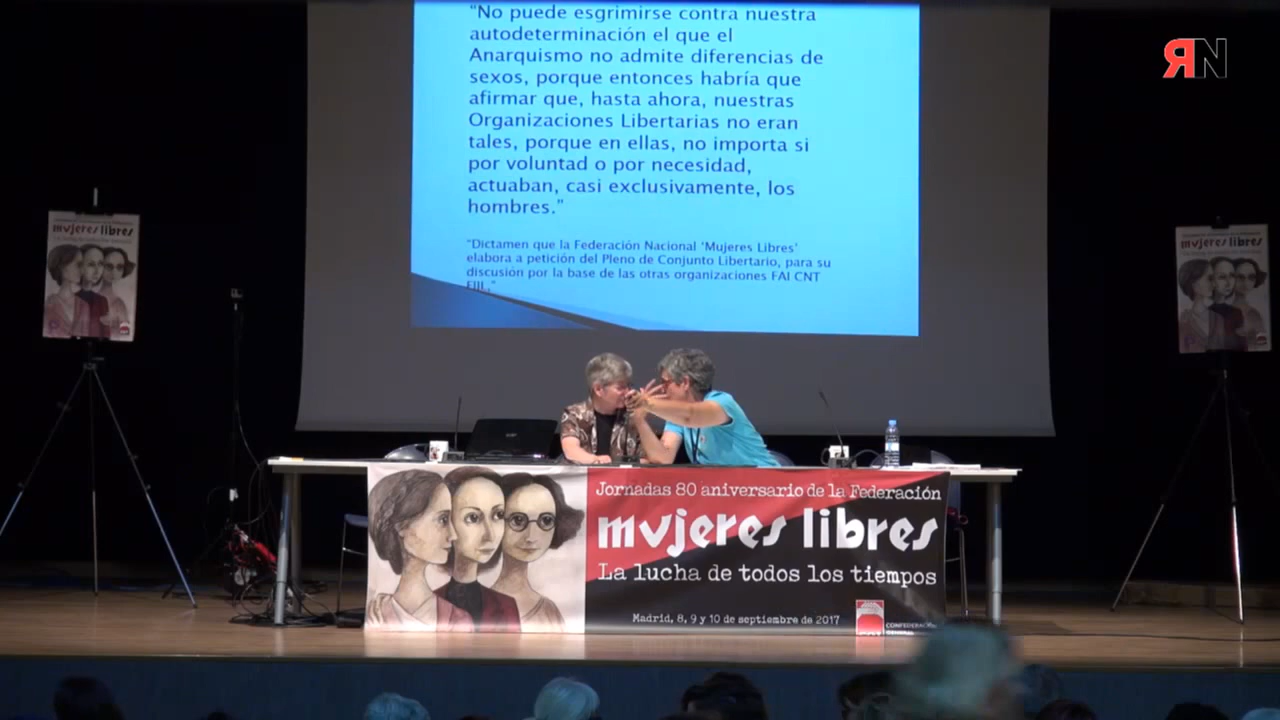 “No puede esgrimirse contra nuestra
autodeterminación el que el
Anarquismo no admite diferencias de
sexos, porque entonces habría que
afirmar que, hasta ahora, nuestras
Organizaciones Libertarias no eran
tales, porque en ellas, no importa si
por voluntad o por necesidad,
actuaban, casi exclusivamente, los
hombres.”
“Dictamen que la Federación Nacional ‘Mujeres Libres’
elabora a petición del Pleno de Conjunto Libertario, para su
discusión por la base de las otras organizaciones FAI CNT
FIJL.”
ЯN
mujeres libres
mujeres libres
Jornadas 80 aniversario de la Federación
mujeres libres
La lucha de todos los tiempos
Madrid, 8, 9 y 10 de septiembre de 2017
CONFEDERACIÓN
GENERAL